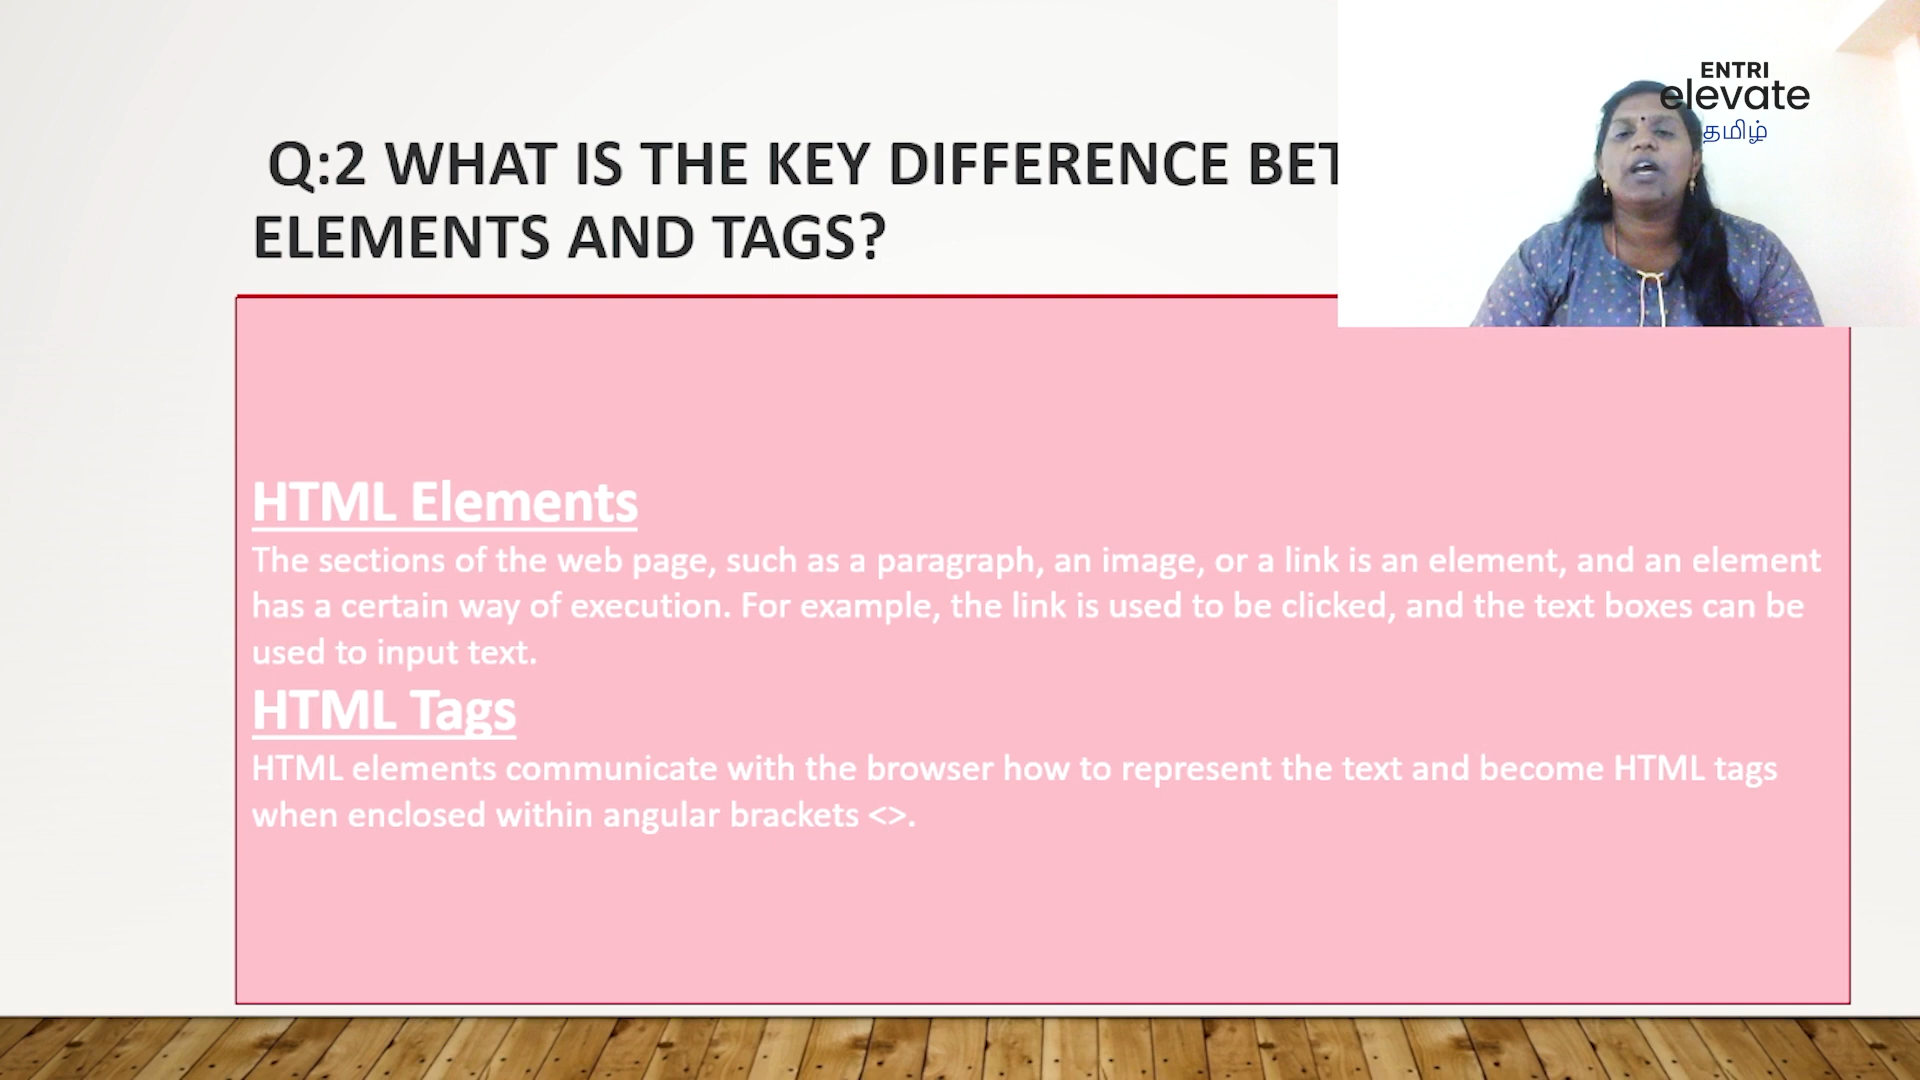 Q:2 WHAT IS THE KEY DIFFERENCE
ELEMENTS AND TAGS?
ENTRI
elevate
தமிழ்
HTML Elements
The sections of the web page, such as a paragraph, an image, or a link is an element, and an element
has a certain way of execution. For example, the link is used to be clicked, and the text boxes can be
used to input text.
HTML Tags
HTML elements communicate with the browser how to represent the text and become HTML tags
when enclosed within angular brackets <>.